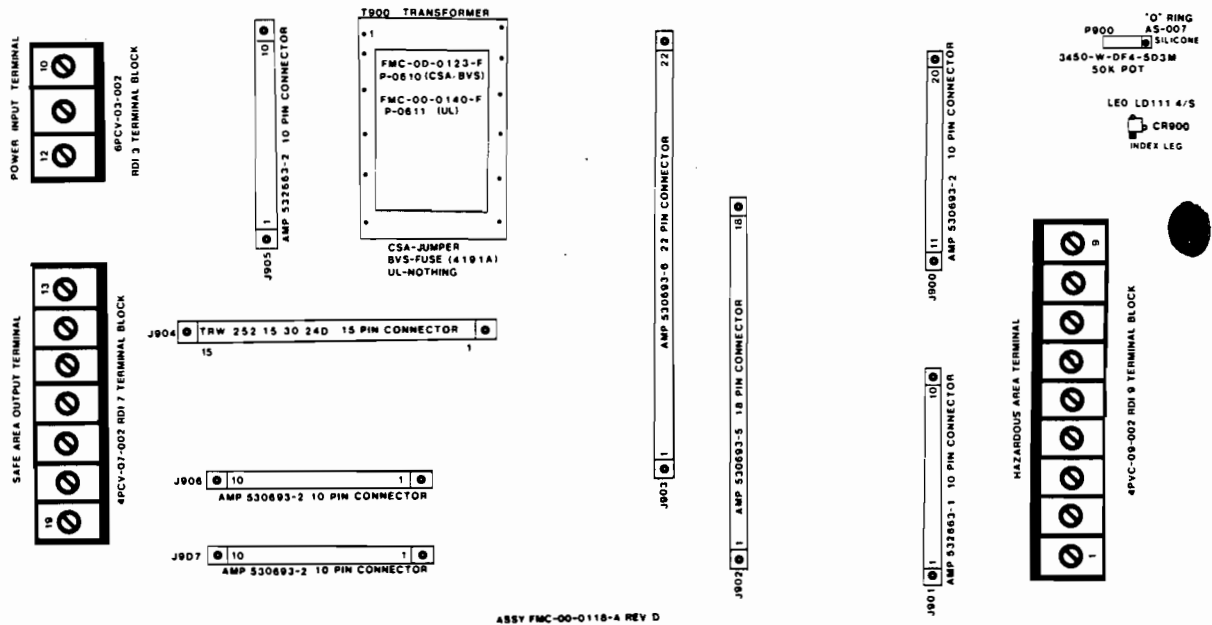 T900 TRANSFORMER
1
FMC-0D-0123-F
P-0610 (CSA-BVS)
FMC-00-0140-F
P-0611 (UL)
CSA-JUMPER
BVS-FUSE (4191A)
UL-NOTHING
POWER INPUT TERMINAL
10
12
6PCV-03-002
RDI 3 TERMINAL BLOCK
10
1
AMP 532663-2 10 PIN CONNECTOR
J905
SAFE AREA OUTPUT TERMINAL
13
19
4PCV-07-002 RDI 7 TERMINAL BLOCK
J904
TRW 252 15 30 24D 15 PIN CONNECTOR
15
1
J906
10
1
AMP 530693-2 10 PIN CONNECTOR
J9D7
10
1
AMP 530693-2 10 PIN CONNECTOR
22
1
AMP 530693-6 22 PIN CONNECTOR
J903
18
1
AMP 530693-5 18 PIN CONNECTOR
J902
20
11
AMP 530693-2 10 PIN CONNECTOR
J900
10
1
AMP 532663-1 10 PIN CONNECTOR
J901
"O" RING
P900 AS-007
SILICONE
3450-W-DF4-5D3M
50K POT
LEO LD111 4/S
CR900
INDEX LEG
HAZARDOUS AREA TERMINAL
9
1
4PVC-09-002 RDI 9 TERMINAL BLOCK
ASSY FMC-00-0118-A REV D